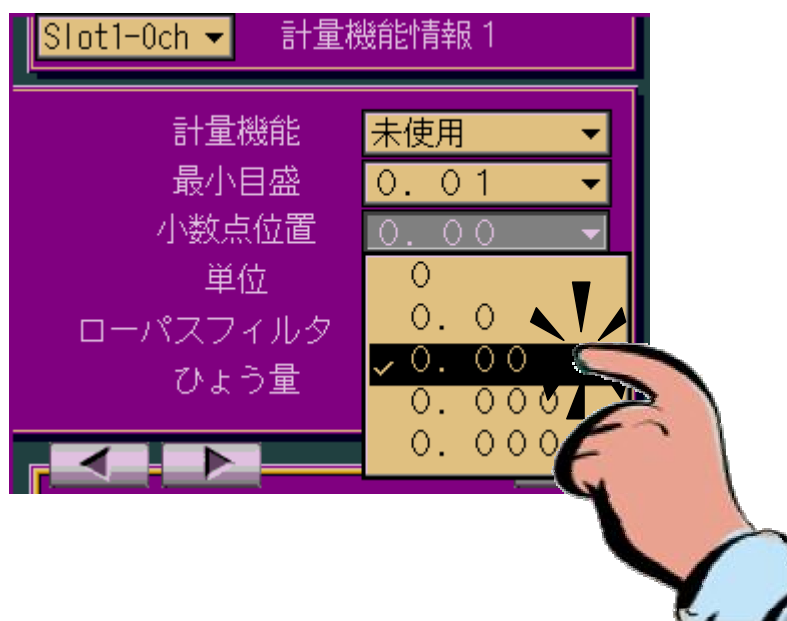 Slot1-0ch 計量機能情報1
計量機能 未使用
最小目盛 0.01
小数点位置 0.00
単位
ローパスフィルタ
ひょう量
0
0.0
0.00
0.000